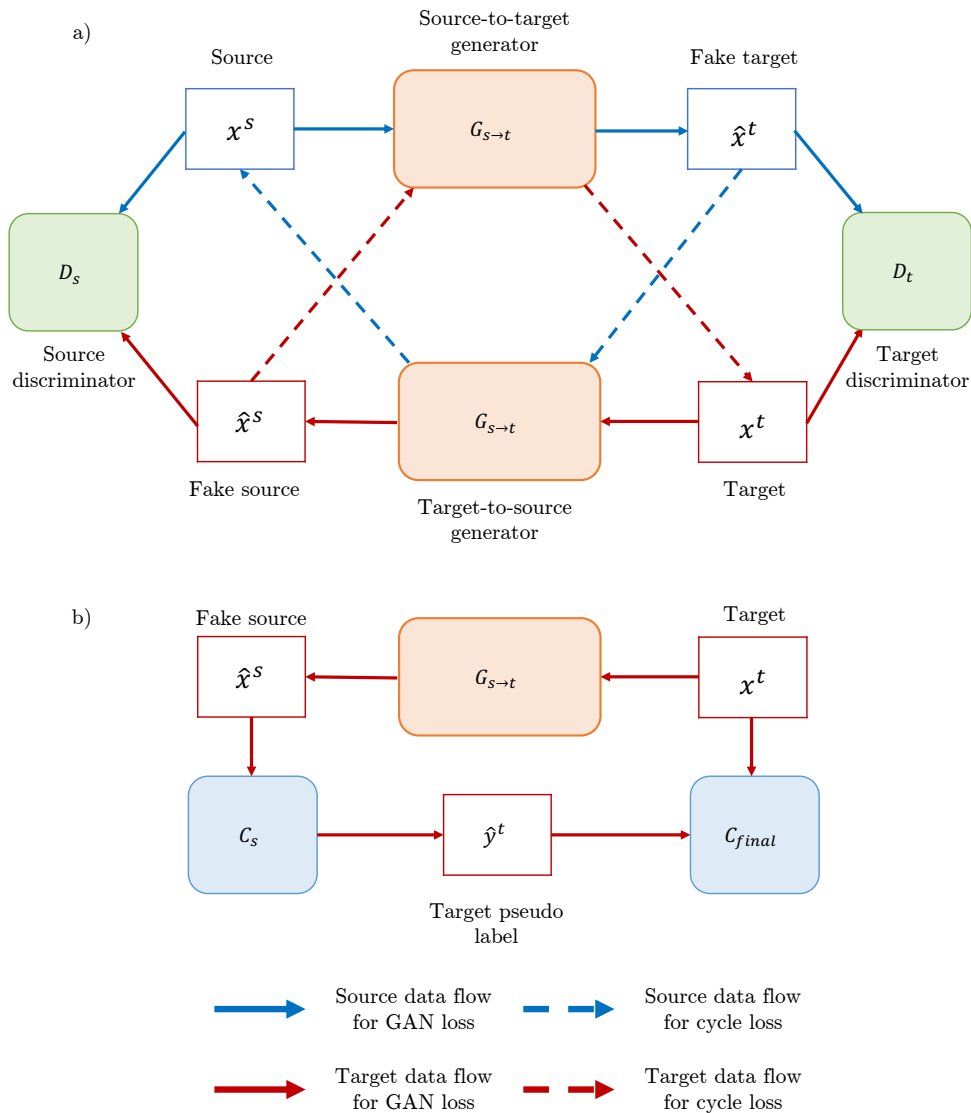 a)
Source-to-target
generator
Source
Fake target
x^s
G_{s→t}
x̂^t
D_s
D_t
Source
discriminator
Target
discriminator
x̂^s
G_{s→t}
x^t
Fake source
Target
Target-to-source
generator
b)
Fake source
Target
x̂^s
G_{s→t}
x^t
C_s
ŷ^t
C_{final}
Target pseudo
label
Source data flow
for GAN loss
Source data flow
for cycle loss
Target data flow
for GAN loss
Target data flow
for cycle loss